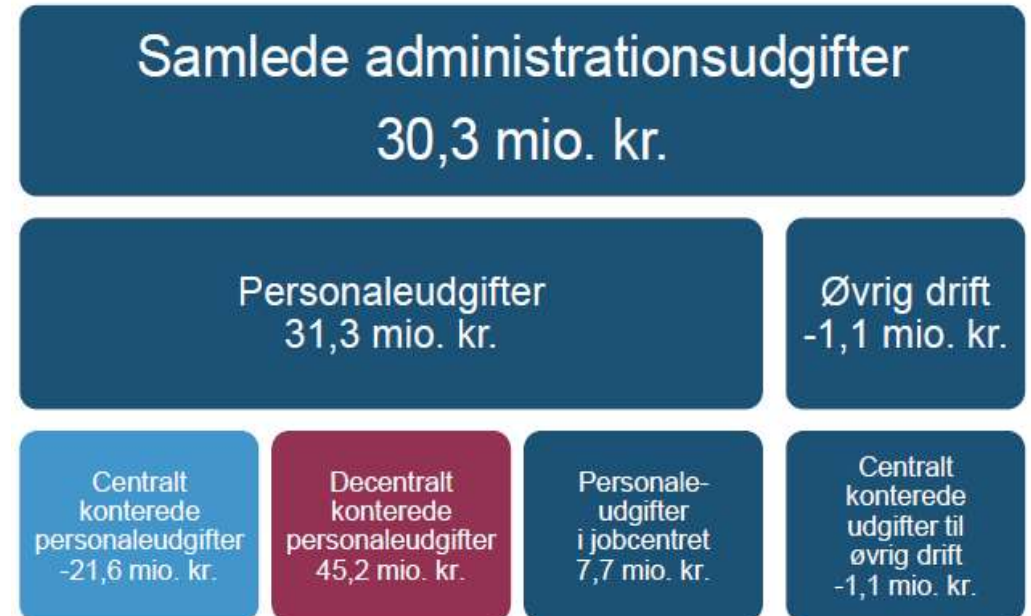 Samlede administrationsudgifter
30,3 mio. kr.
Personaleudgifter
31,3 mio. kr.
Øvrig drift
-1,1 mio. kr.
Centralt
konterede
personaleudgifter
-21,6 mio. kr.
Decentralt
konterede
personaleudgifter
45,2 mio. kr.
Personale-
udgifter
i jobcentret
7,7 mio. kr.
Centralt
konterede
udgifter til
øvrig drift
-1,1 mio. kr.